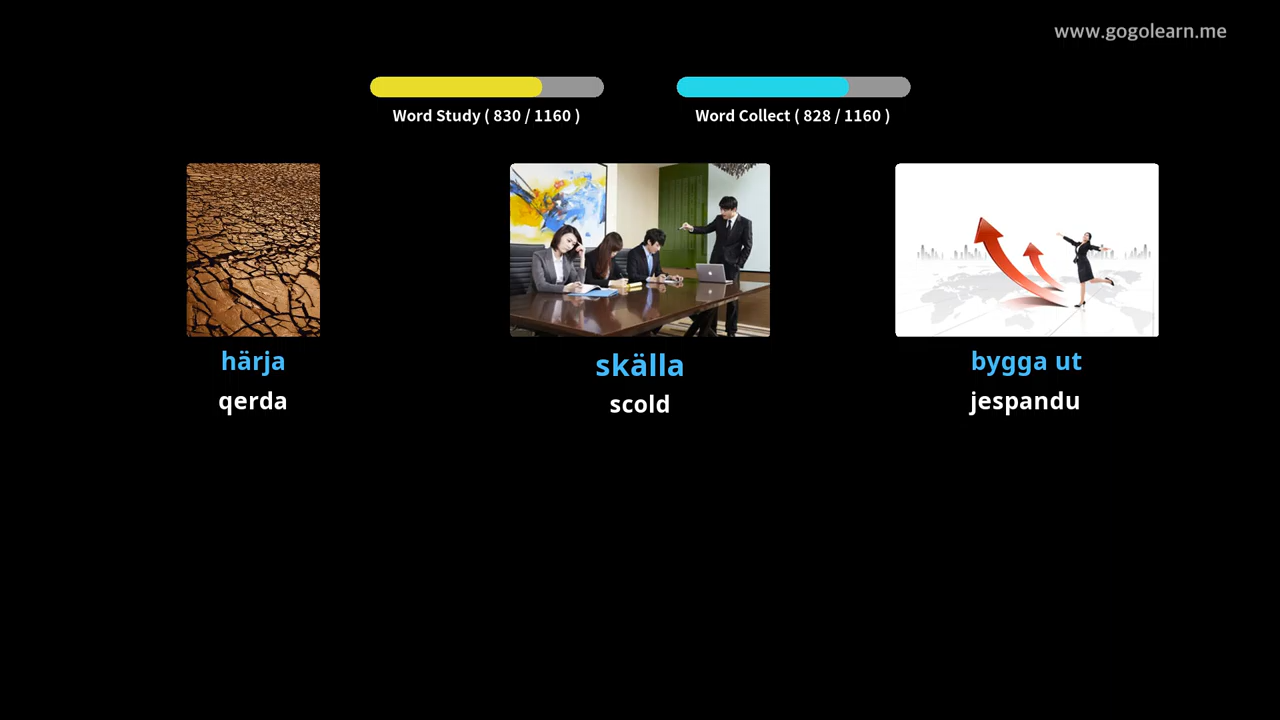 www.gogolearn.me
Word Study ( 830 / 1160 )
Word Collect ( 828 / 1160 )
härja
qerda
skälla
scold
bygga ut
jespandu